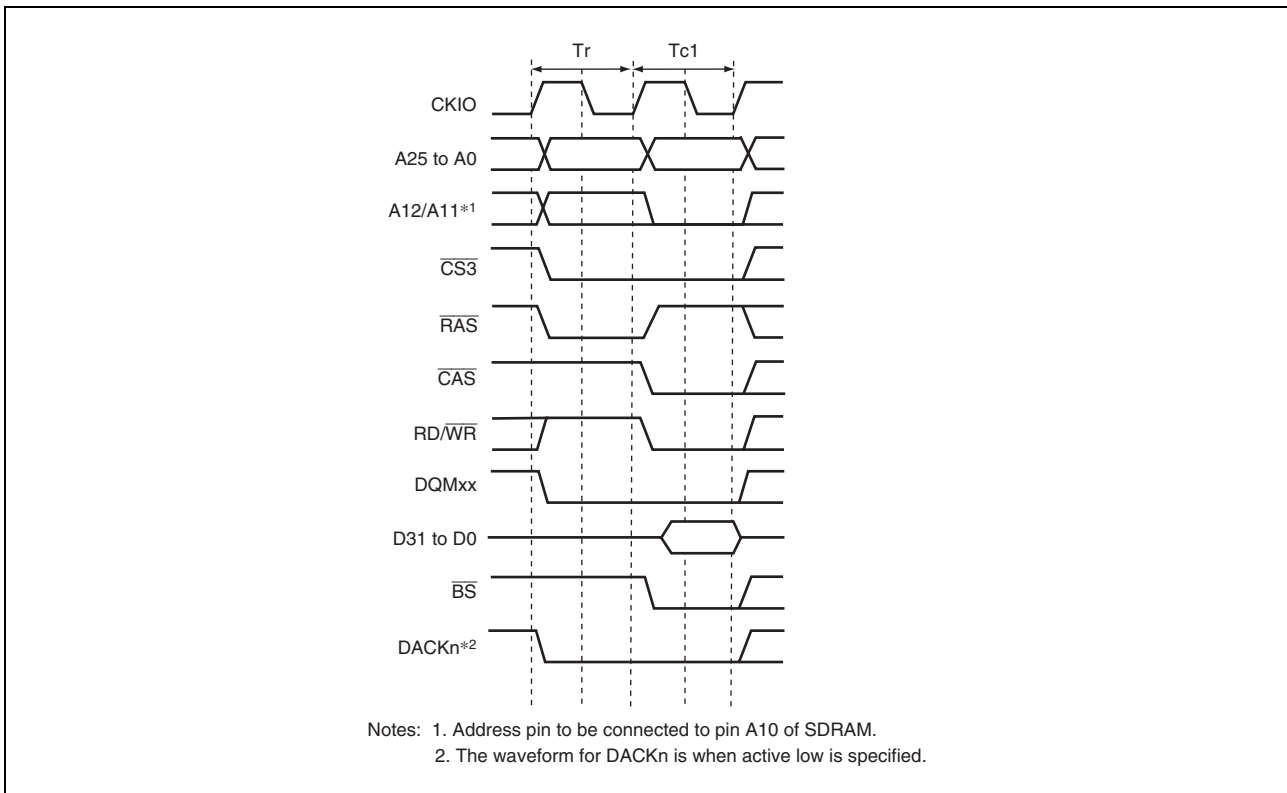 Tr Tc1
CKIO
A25 to A0
A12/A11*1
CS3
RAS
CAS
RD/WR
DQMxx
D31 to D0
BS
DACKn*2
Notes: 1. Address pin to be connected to pin A10 of SDRAM.
2. The waveform for DACKn is when active low is specified.